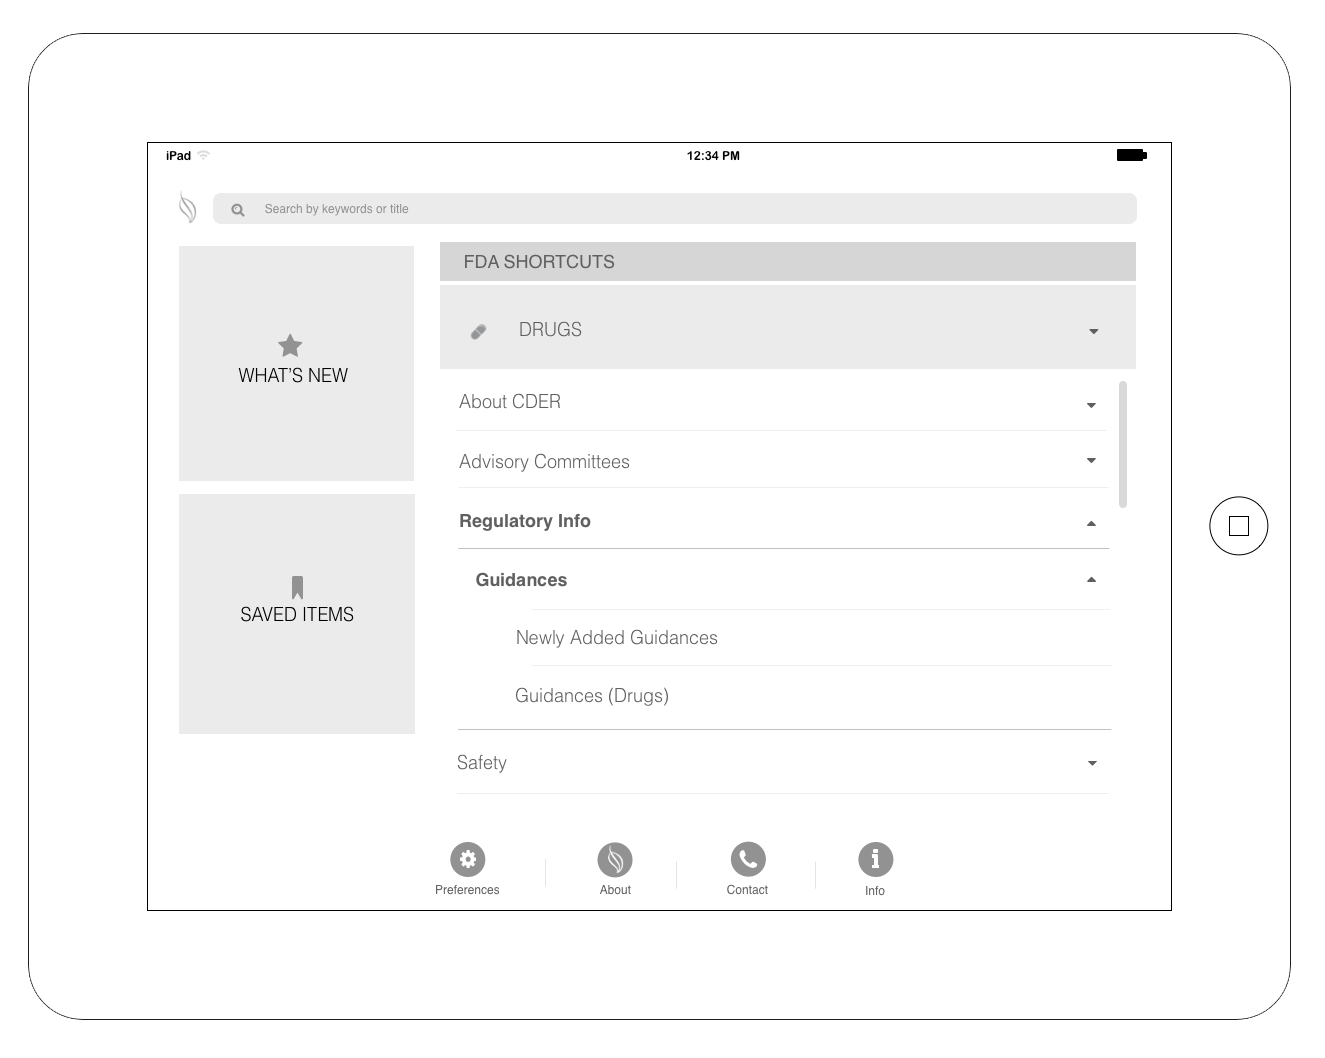 iPad
12:34 PM
Search by keywords or title
WHAT'S NEW
SAVED ITEMS
FDA SHORTCUTS
DRUGS
About CDER
Advisory Committees
Regulatory Info
Guidances
Newly Added Guidances
Guidances (Drugs)
Safety
Preferences
About
Contact
Info